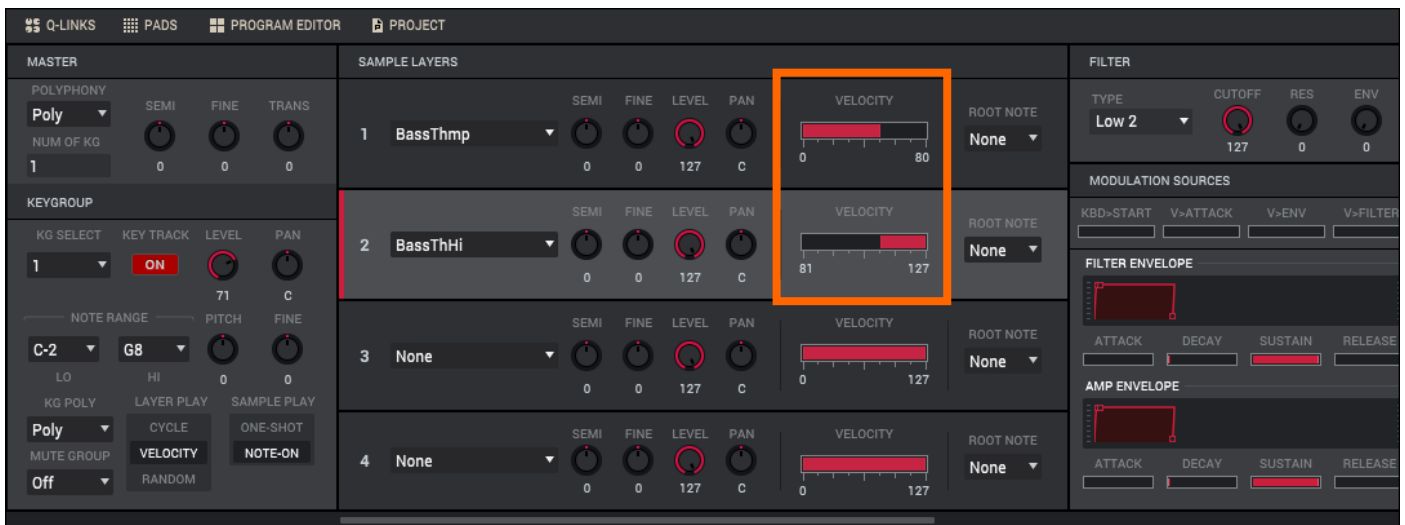 Q-LINKS PADS PROGRAM EDITOR PROJECT
MASTER
POLYPHONY
Poly
SEMI FINE TRANS
NUM OF KG
1 0 0 0
KEYGROUP
KG SELECT KEY TRACK LEVEL PAN
1 ON
71 C
NOTE RANGE PITCH FINE
C-2 G8
LO HI 0 0
KG POLY LAYER PLAY SAMPLE PLAY
Poly CYCLE ONE-SHOT
MUTE GROUP VELOCITY NOTE-ON
Off RANDOM
SAMPLE LAYERS
SEMI FINE LEVEL PAN VELOCITY ROOT NOTE
1 BassThmp None
0 0 127 C 0 80
SEMI FINE LEVEL PAN VELOCITY ROOT NOTE
2 BassThHi None
0 0 127 C 81 127
SEMI FINE LEVEL PAN VELOCITY ROOT NOTE
3 None None
0 0 127 C 0 127
SEMI FINE LEVEL PAN VELOCITY ROOT NOTE
4 None None
0 0 127 C 0 127
FILTER
TYPE CUTOFF RES ENV
Low 2
127 0 0
MODULATION SOURCES
KBD>START V>ATTACK V>ENV V>FILTER
FILTER ENVELOPE
ATTACK DECAY SUSTAIN RELEASE
AMP ENVELOPE
ATTACK DECAY SUSTAIN RELEASE